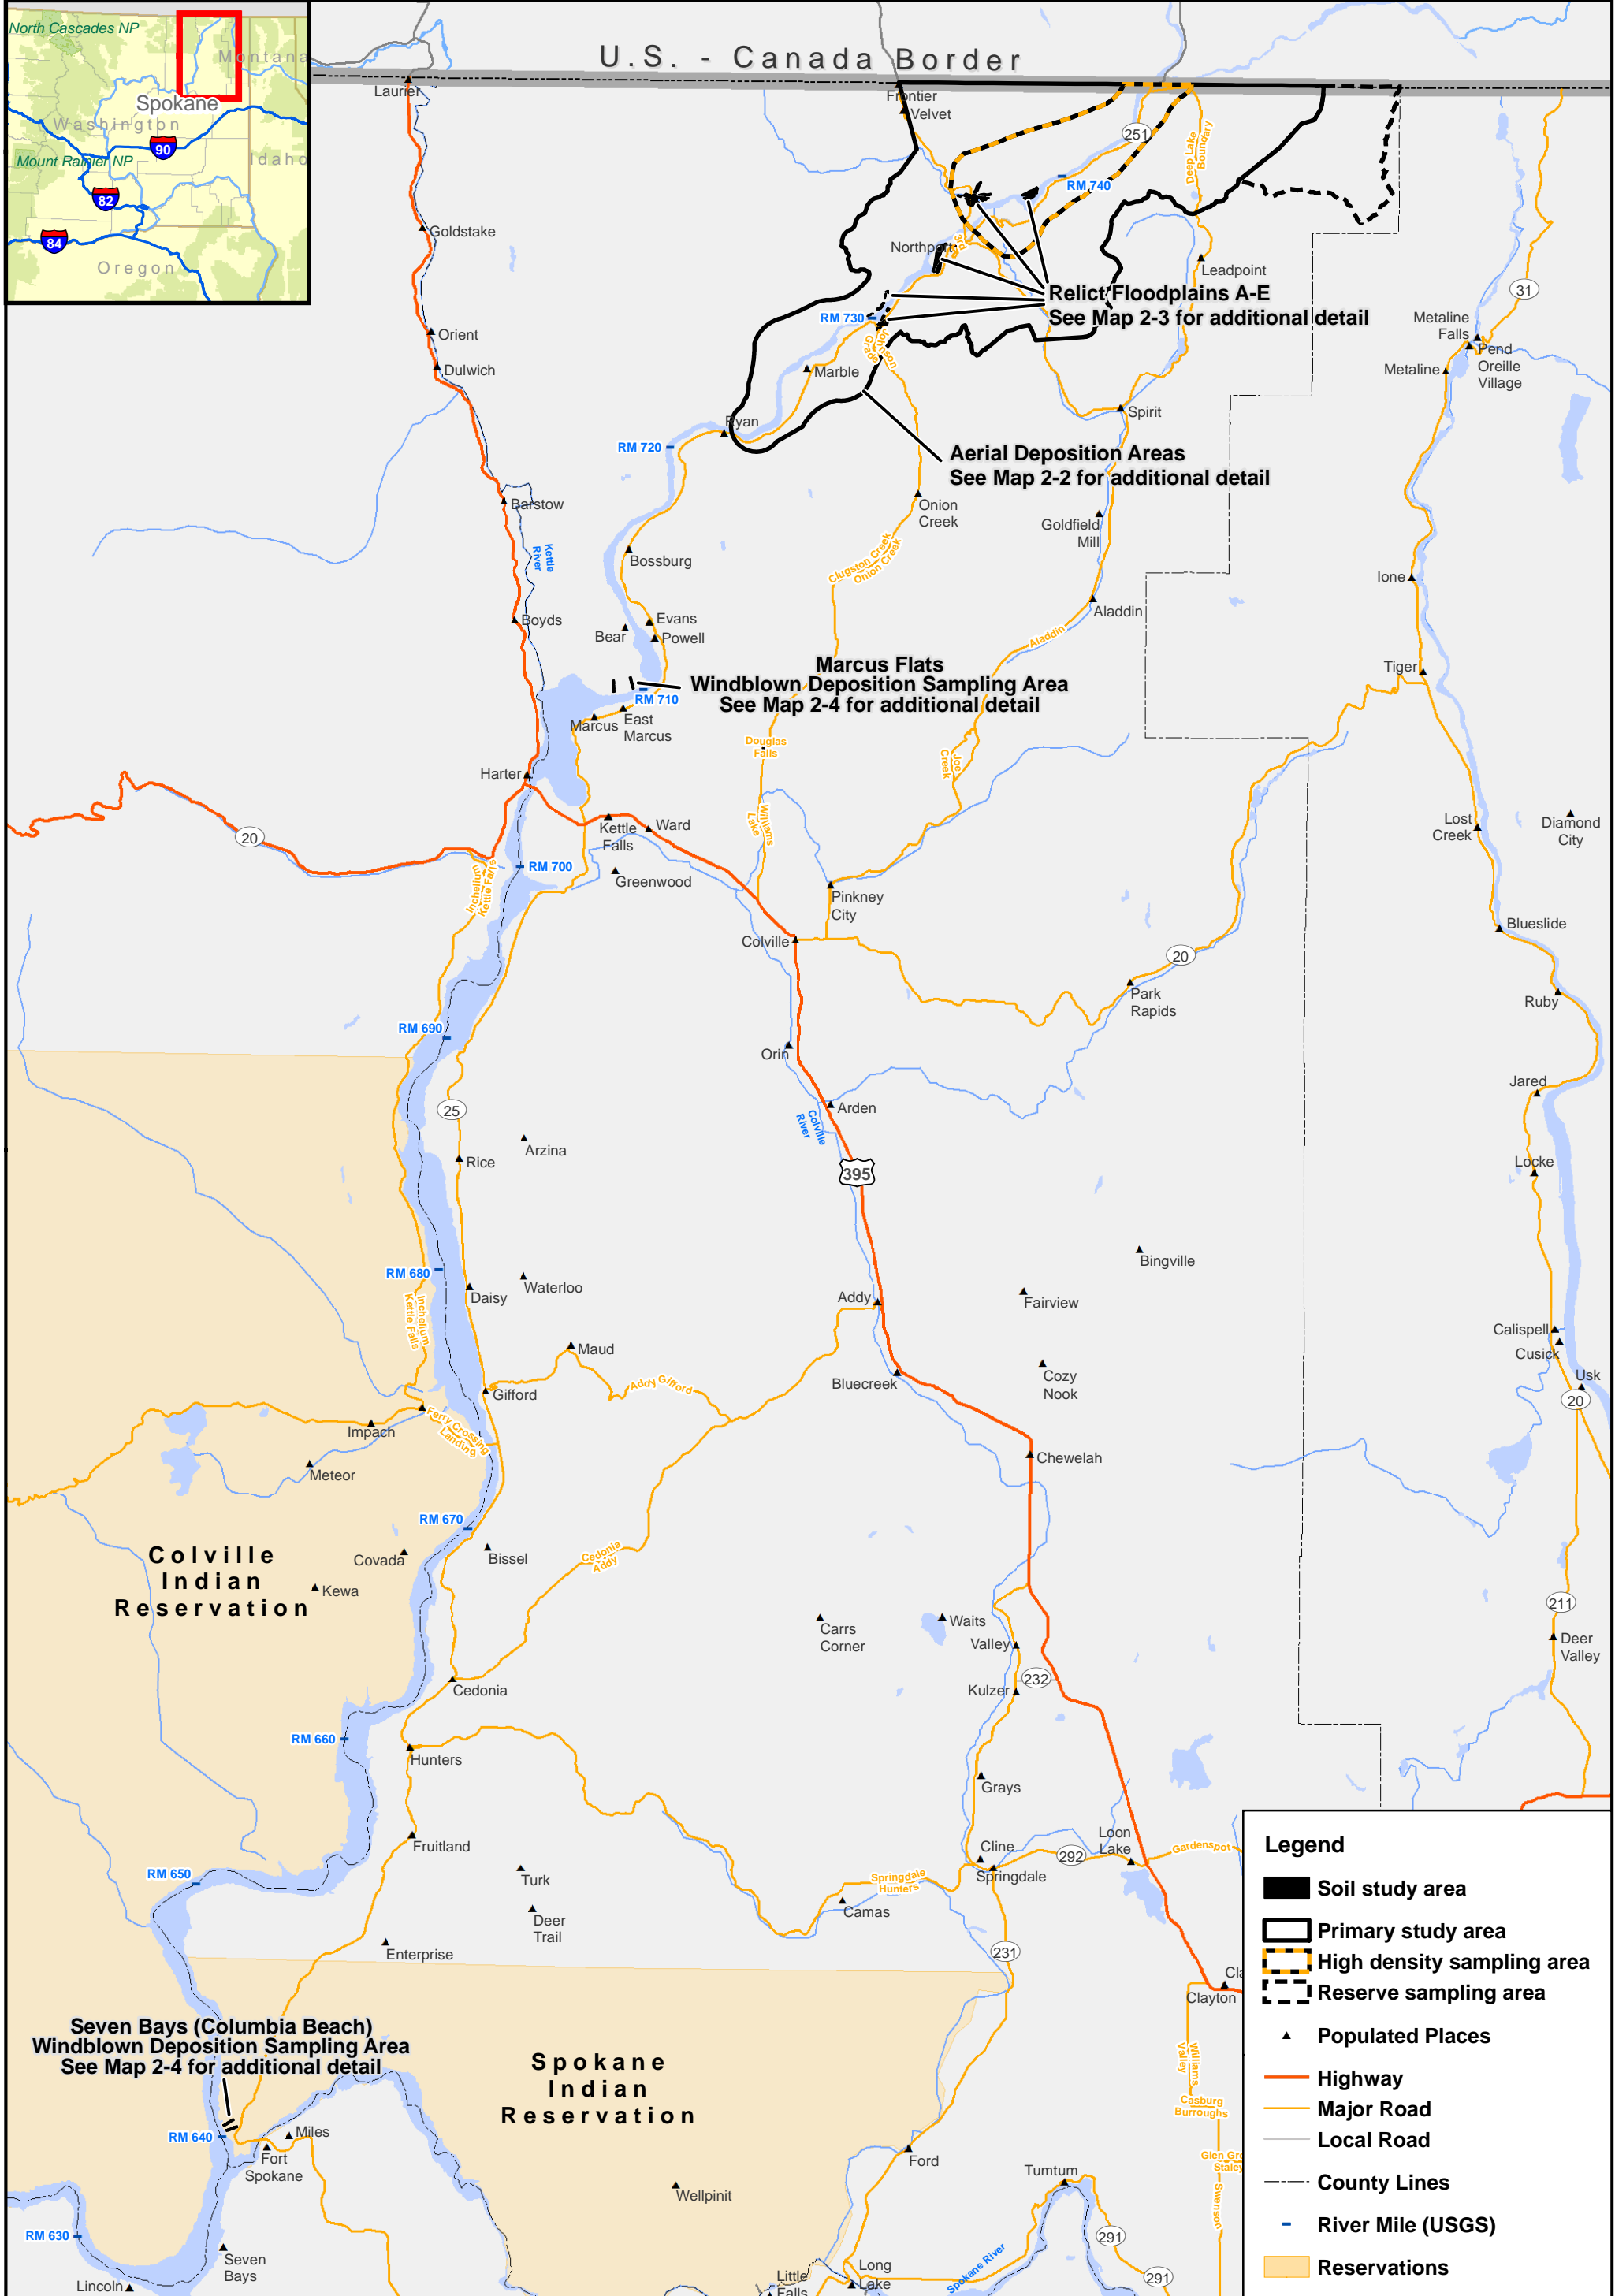 North Cascades NP
Montana
Spokane
Washington
90
Mount Rainier NP
Idaho
82
84
Oregon
U.S. - Canada Border
Laurier
Frontier
Velvet
251
Deep Lake
Boundary
RM 740
Goldstake
Northport
3rd
Leadpoint
Relict Floodplains A-E
See Map 2-3 for additional detail
31
RM 730
Orient
Metaline
Falls
Pend
Oreille
Village
Dulwich
Marble
Metaline
Spirit
Ryan
RM 720
Aerial Deposition Areas
See Map 2-2 for additional detail
Barstow
Onion
Creek
Goldfield
Mill
Kettle
River
Bossburg
Clugston Creek
Onion Creek
Ione
Aladdin
Boyds
Evans
Bear
Powell
Aladdin
Marcus Flats
Windblown Deposition Sampling Area
See Map 2-4 for additional detail
Tiger
RM 710
Marcus
East
Marcus
Douglas
Falls
Joe
Creek
Harter
20
Kettle
Falls
Ward
Williams
Lake
Lost
Creek
Diamond
City
RM 700
Greenwood
Inchelium
Kettle Falls
Pinkney
City
Blueslide
Colville
20
Park
Rapids
Ruby
RM 690
Orin
Jared
25
Arden
Colville
River
Arzina
Rice
395
Locke
Bingville
RM 680
Waterloo
Daisy
Fairview
Addy
Inchelium
Kettle Falls
Calispell
Cusick
Maud
Cozy
Nook
Usk
Bluecreek
Addy Gifford
Gifford
20
Ferry Crossing
Landing
Impach
Chewelah
Meteor
RM 670
Colville
Indian
Reservation
Covada
Bissel
Cedonia
Addy
Kewa
211
Carrs
Corner
Waits
Valley
Deer
Valley
232
Kulzer
Cedonia
RM 660
Hunters
Grays
Fruitland
Cline
Loon
Lake
292
Gardenspot
Springdale
RM 650
Turk
Springdale
Hunters
Camas
Deer
Trail
Enterprise
231
Clayton
Seven Bays (Columbia Beach)
Windblown Deposition Sampling Area
See Map 2-4 for additional detail
Spokane
Indian
Reservation
Williams
Valley
Casburg
Burroughs
RM 640
Miles
Fort
Spokane
Ford
Tumtum
Swenson
Wellpinit
RM 630
Seven
Bays
Lincoln
291
Spokane River
Long
Lake
Little
Falls
291
Legend
Soil study area
Primary study area
High density sampling area
Reserve sampling area
Populated Places
Highway
Major Road
Local Road
County Lines
River Mile (USGS)
Reservations